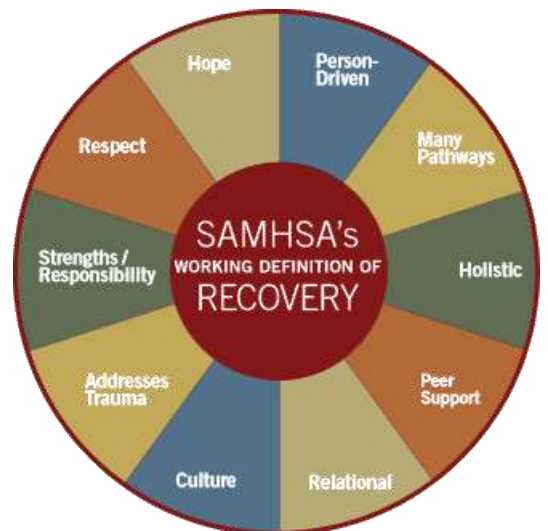 Hope
Person-
Driven
Many
Pathways
Holistic
Peer
Support
Relational
Culture
Addresses
Trauma
Strengths /
Responsibility
Respect
SAMHSA's
WORKING DEFINITION OF
RECOVERY